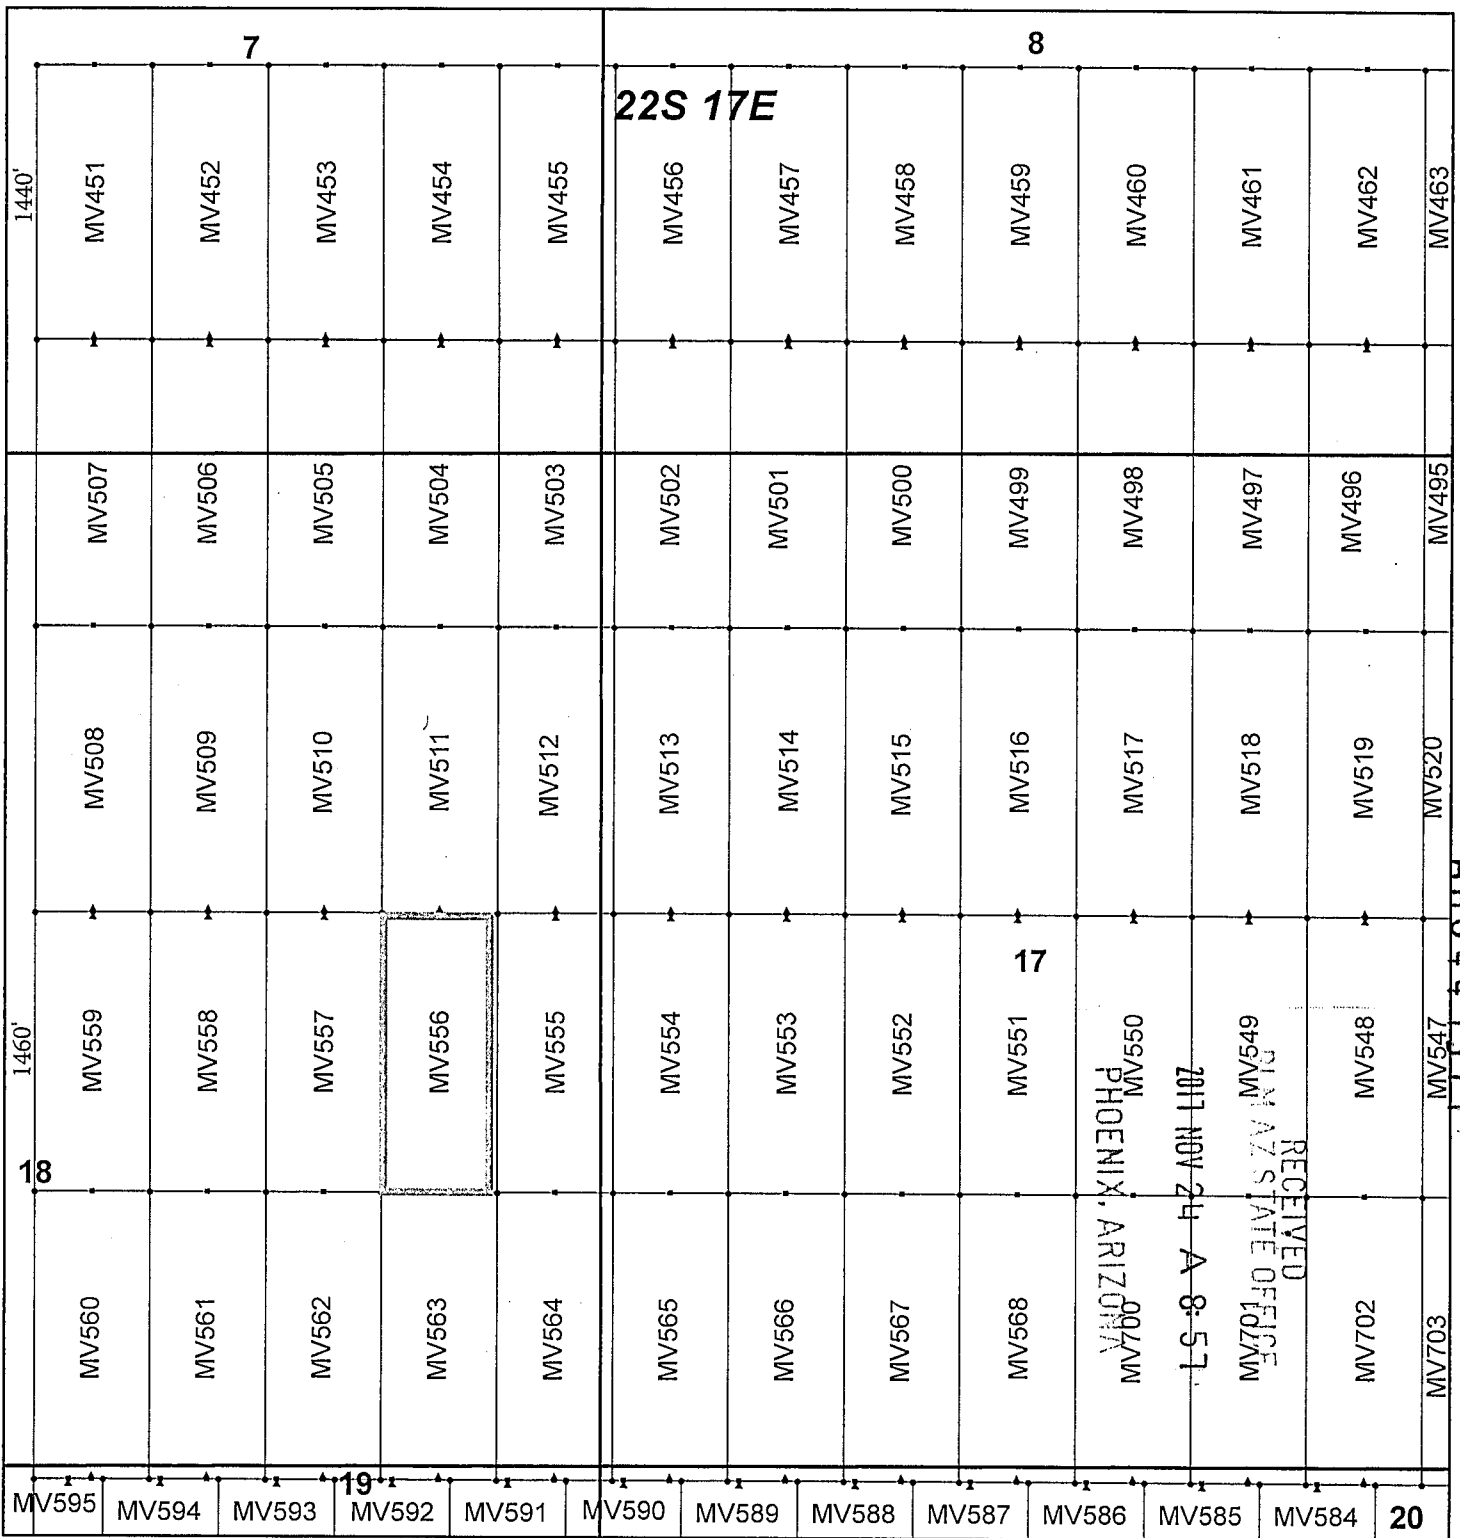 7 8
22S 17E
1440'
MV451 MV452 MV453 MV454 MV455 MV456 MV457 MV458 MV459 MV460 MV461 MV462 MV463
MV507 MV506 MV505 MV504 MV503 MV502 MV501 MV500 MV499 MV498 MV497 MV496 MV495
MV508 MV509 MV510 MV511 MV512 MV513 MV514 MV515 MV516 MV517 MV518 MV519 MV520
17
1460'
MV559 MV558 MV557 MV556 MV555 MV554 MV553 MV552 MV551 MV550 MV549 MV548 MV547
18
RECEIVED
BLM AZ STATE OFFICE
2017 NOV 24 A 8:57
PHOENIX, ARIZONA
MV560 MV561 MV562 MV563 MV564 MV565 MV566 MV567 MV568 MV700 MV701 MV702 MV703
19
MV595 MV594 MV593 MV592 MV591 MV590 MV589 MV588 MV587 MV586 MV585 MV584 20